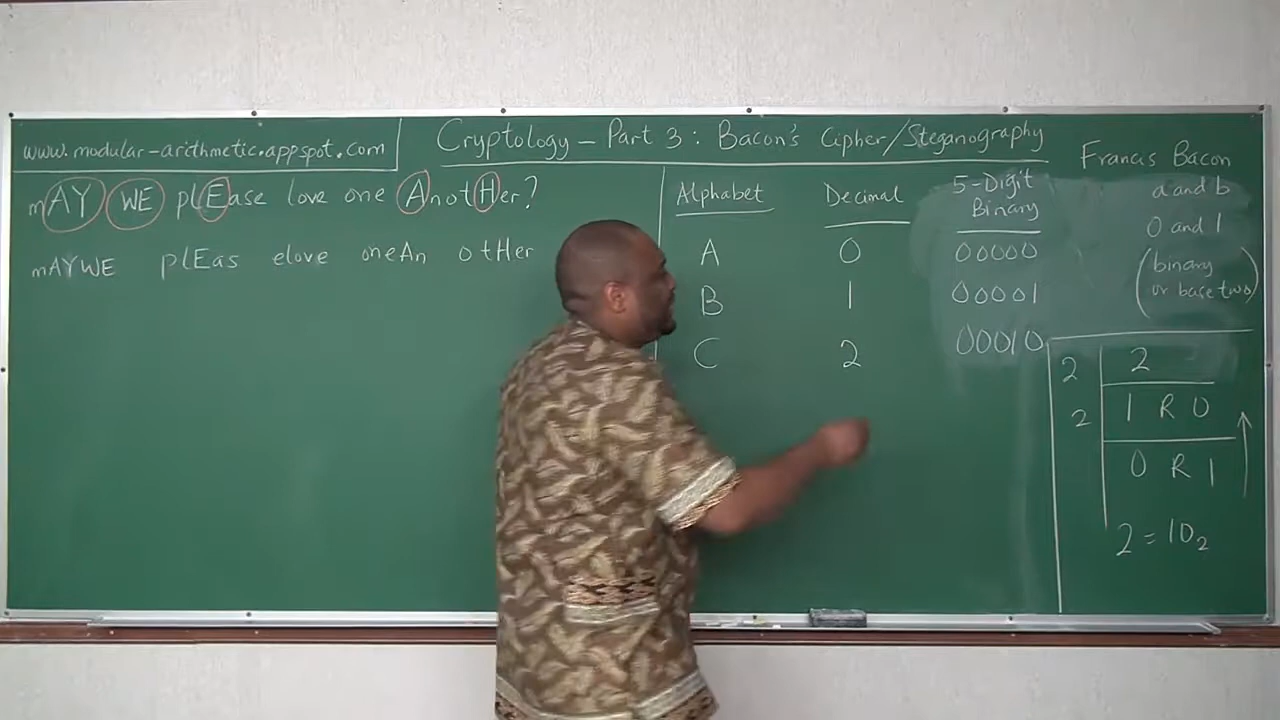 www.modular-arithmetic.appspot.com
Cryptology - Part 3 : Bacon's Cipher/Steganography
mAY WE plEase love one AnotHer?
mAYWE plEas elove oneAn otHer
Alphabet Decimal 5-Digit Binary
A 0 00000
B 1 00001
C 2 00010
Francis Bacon
a and b
0 and 1
(binary
or base two)
2 2
2 1 R 0
0 R 1
2 = 10₂